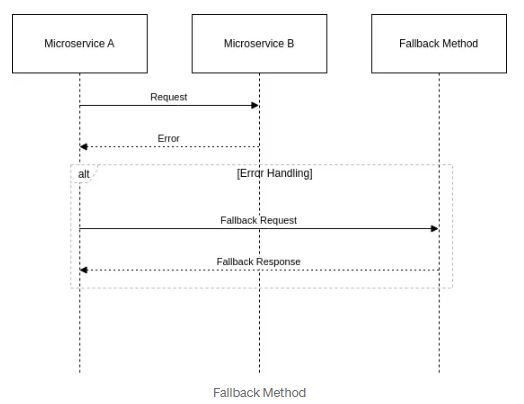 Microservice A
Microservice B
Fallback Method
Request
Error
alt
[Error Handling]
Fallback Request
Fallback Response
Fallback Method